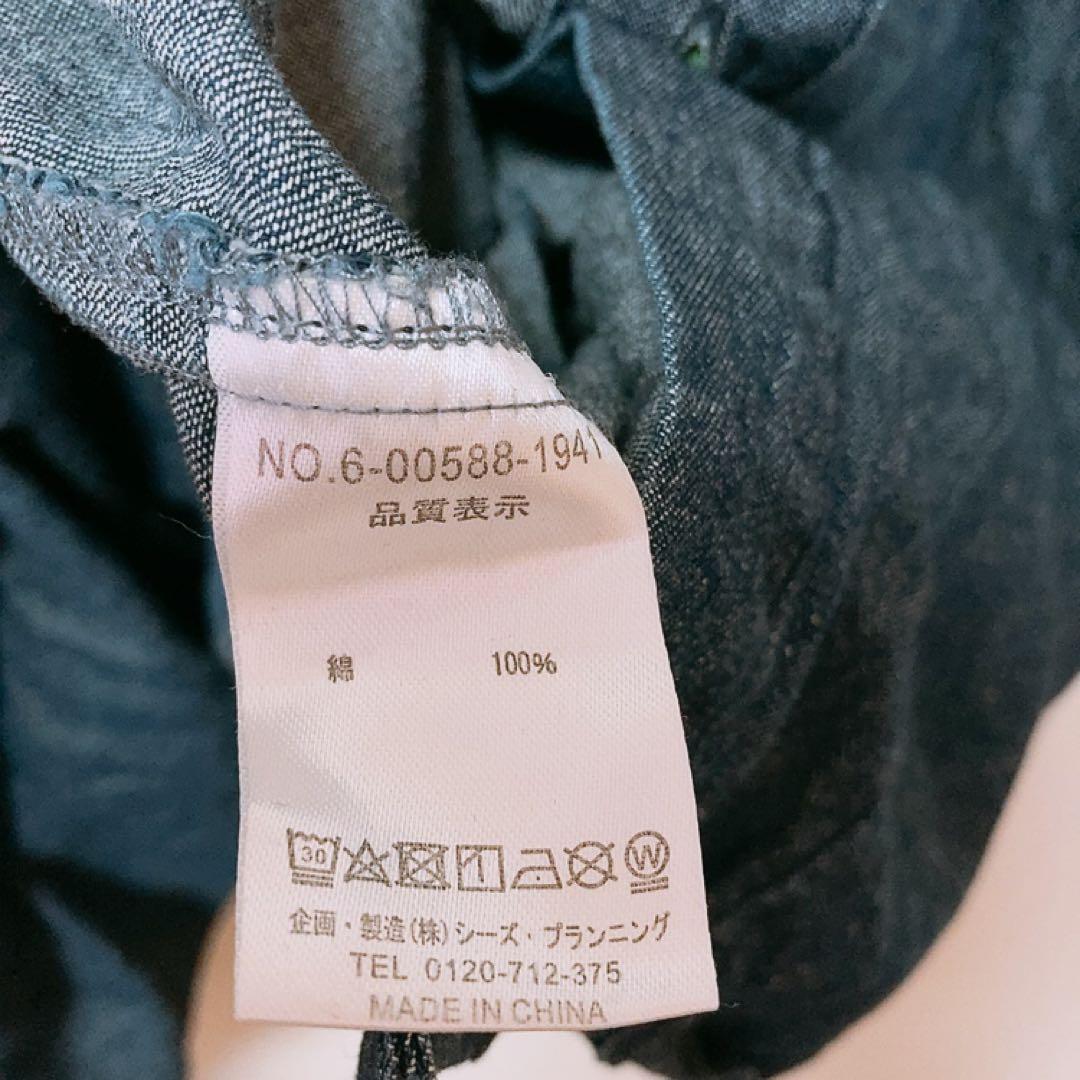 NO.6-00588-1941
品質表示
綿 100%
30 W
企画・製造(株)シーズ・プランニング
TEL 0120-712-375
MADE IN CHINA